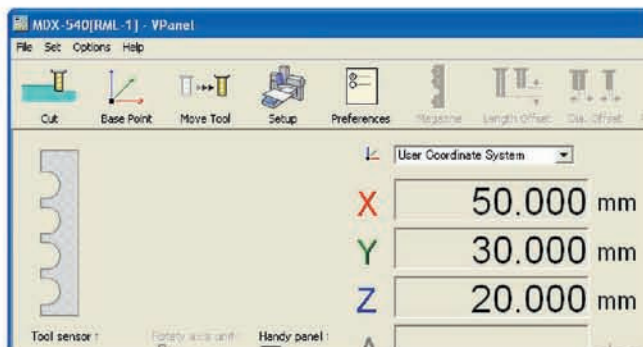 MDX-540[RML-1] - VPanel
File Set Options Help
Cut Base Point Move Tool Setup Preferences Magazine Length Offset Dia. Offset
User Coordinate System
X 50.000 mm
Y 30.000 mm
Z 20.000 mm
Tool sensor : Rotary axis unit : Handy panel : A